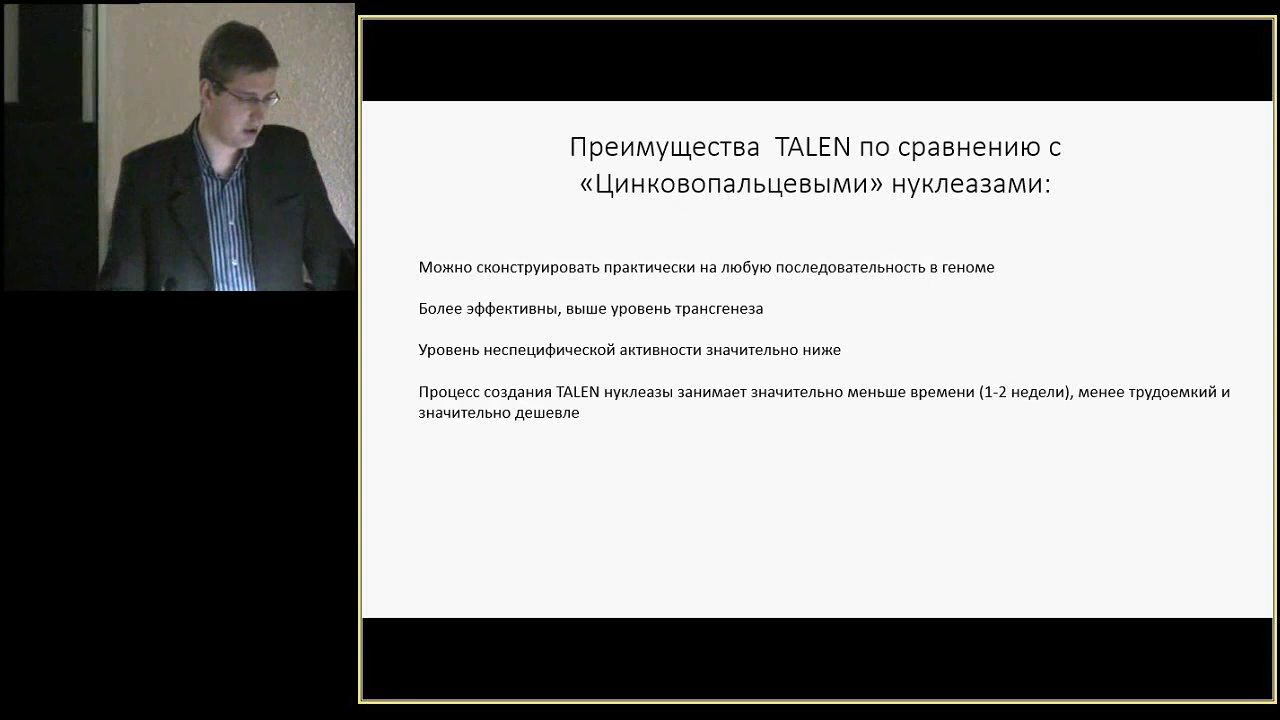 Преимущества TALEN по сравнению с
«Цинковопальцевыми» нуклеазами:
Можно сконструировать практически на любую последовательность в геноме
Более эффективны, выше уровень трансгенеза
Уровень неспецифической активности значительно ниже
Процесс создания TALEN нуклеазы занимает значительно меньше времени (1-2 недели), менее трудоемкий и
значительно дешевле